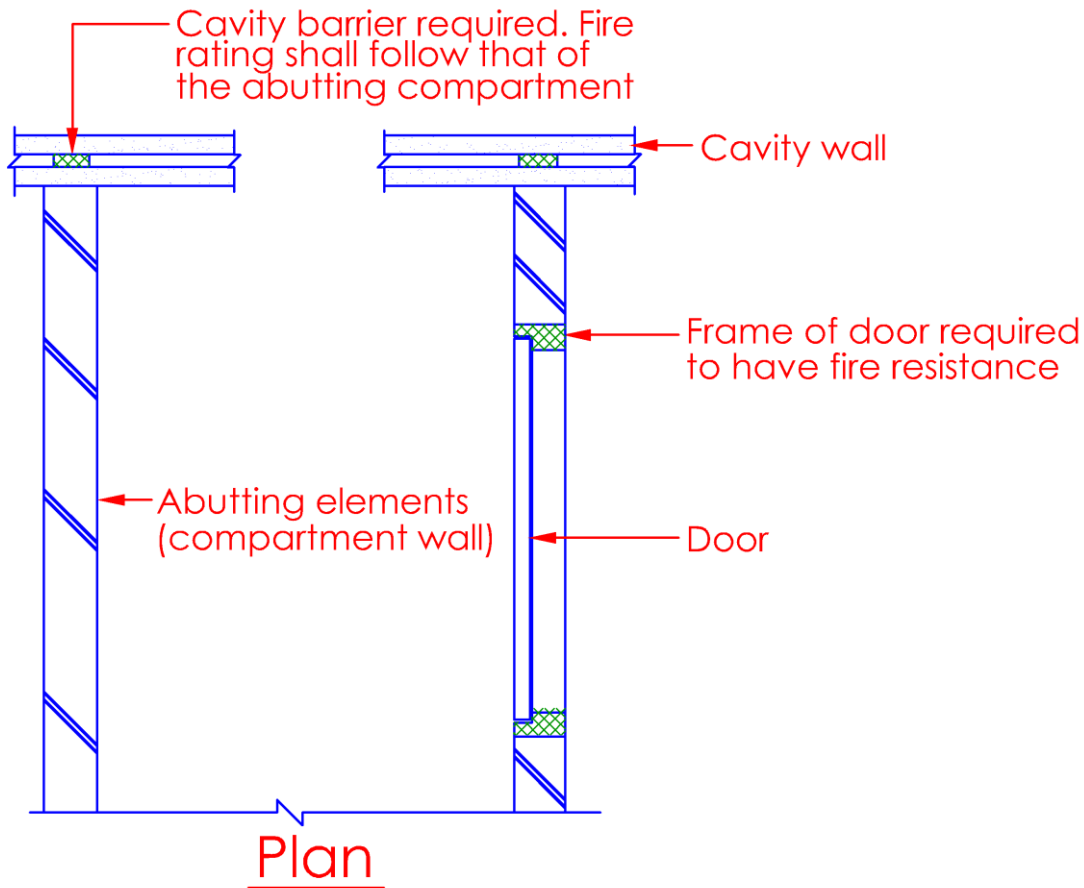 Cavity barrier required. Fire
rating shall follow that of
the abutting compartment
Cavity wall
Frame of door required
to have fire resistance
Abutting elements
(compartment wall)
Door
Plan